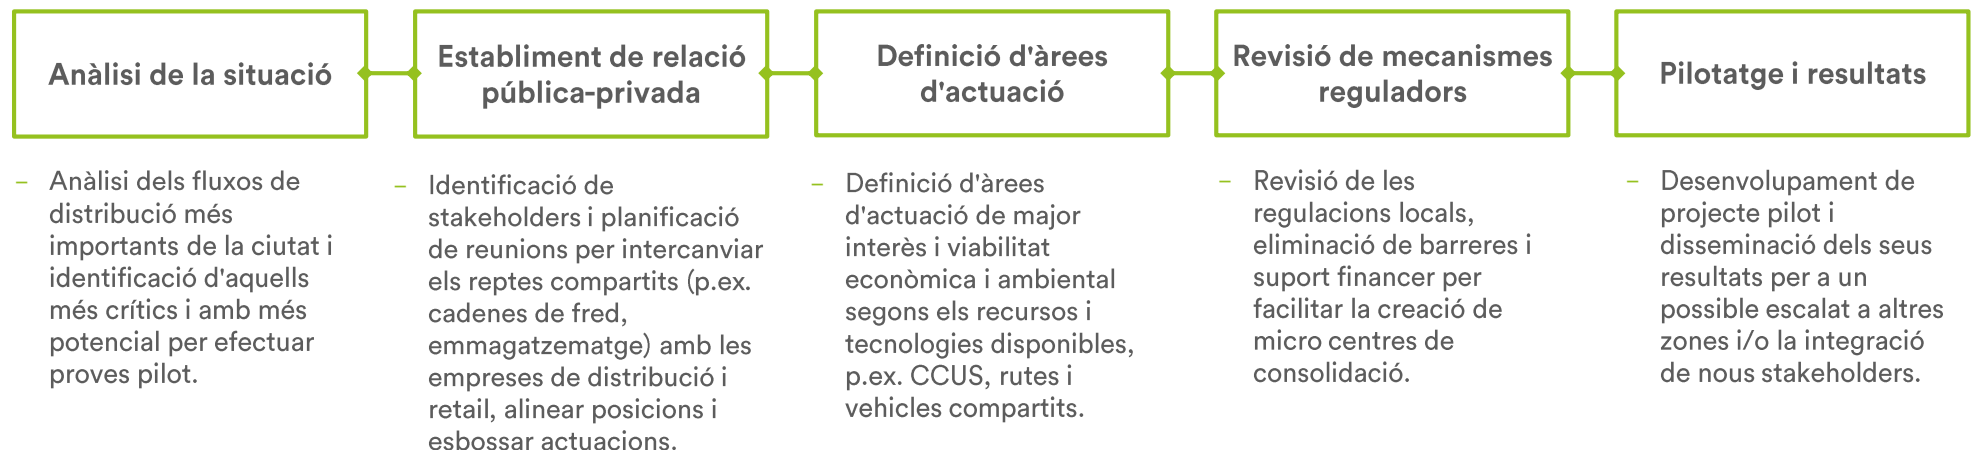 Anàlisi de la situació
Establiment de relació
pública-privada
Definició d'àrees
d'actuació
Revisió de mecanismes
reguladors
Pilotatge i resultats
– Anàlisi dels fluxos de
distribució més
importants de la ciutat i
identificació d'aquells
més crítics i amb més
potencial per efectuar
proves pilot.
– Identificació de
stakeholders i planificació
de reunions per intercanviar
els reptes compartits (p.ex.
cadenes de fred,
emmagatzematge) amb les
empreses de distribució i
retail, alinear posicions i
esbossar actuacions.
– Definició d'àrees
d'actuació de major
interès i viabilitat
econòmica i ambiental
segons els recursos i
tecnologies disponibles,
p.ex. CCUS, rutes i
vehicles compartits.
– Revisió de les
regulacions locals,
eliminació de barreres i
suport financer per
facilitar la creació de
micro centres de
consolidació.
– Desenvolupament de
projecte pilot i
disseminació dels seus
resultats per a un
possible escalat a altres
zones i/o la integració
de nous stakeholders.